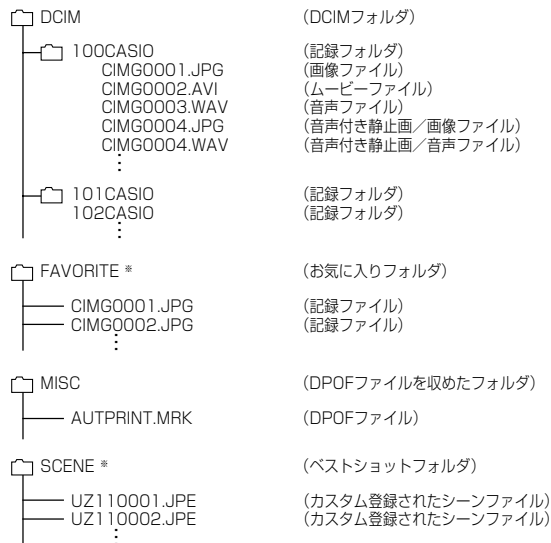 DCIM （DCIMフォルダ）
100CASIO （記録フォルダ）
CIMG0001.JPG （画像ファイル）
CIMG0002.AVI （ムービーファイル）
CIMG0003.WAV （音声ファイル）
CIMG0004.JPG （音声付き静止画／画像ファイル）
CIMG0004.WAV （音声付き静止画／音声ファイル）
⋮
101CASIO （記録フォルダ）
102CASIO （記録フォルダ）
⋮
FAVORITE ※ （お気に入りフォルダ）
CIMG0001.JPG （記録ファイル）
CIMG0002.JPG （記録ファイル）
⋮
MISC （DPOFファイルを収めたフォルダ）
AUTPRINT.MRK （DPOFファイル）
SCENE ※ （ベストショットフォルダ）
UZ110001.JPE （カスタム登録されたシーンファイル）
UZ110002.JPE （カスタム登録されたシーンファイル）
⋮